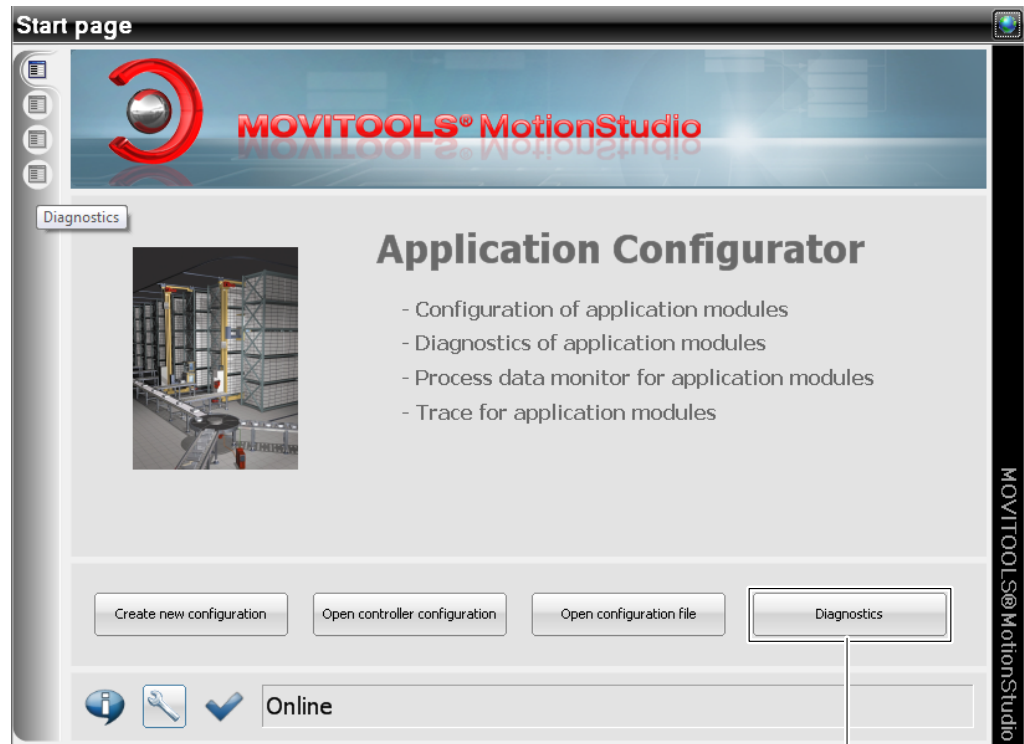 Start page
MOVITOOLS® MotionStudio
Diagnostics
Application Configurator
- Configuration of application modules
- Diagnostics of application modules
- Process data monitor for application modules
- Trace for application modules
MOVITOOLS®MotionStudio
Create new configuration
Open controller configuration
Open configuration file
Diagnostics
Online